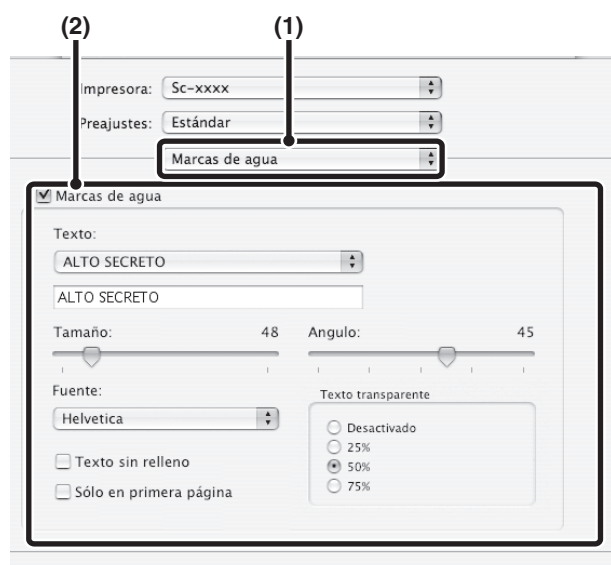 (2) (1)
Impresora: Sc-xxxx
Preajustes: Estándar
Marcas de agua
Marcas de agua
Texto:
ALTO SECRETO
ALTO SECRETO
Tamaño: 48 Angulo: 45
Fuente: Texto transparente
Helvetica
Desactivado
25%
Texto sin relleno
50%
75%
Sólo en primera página